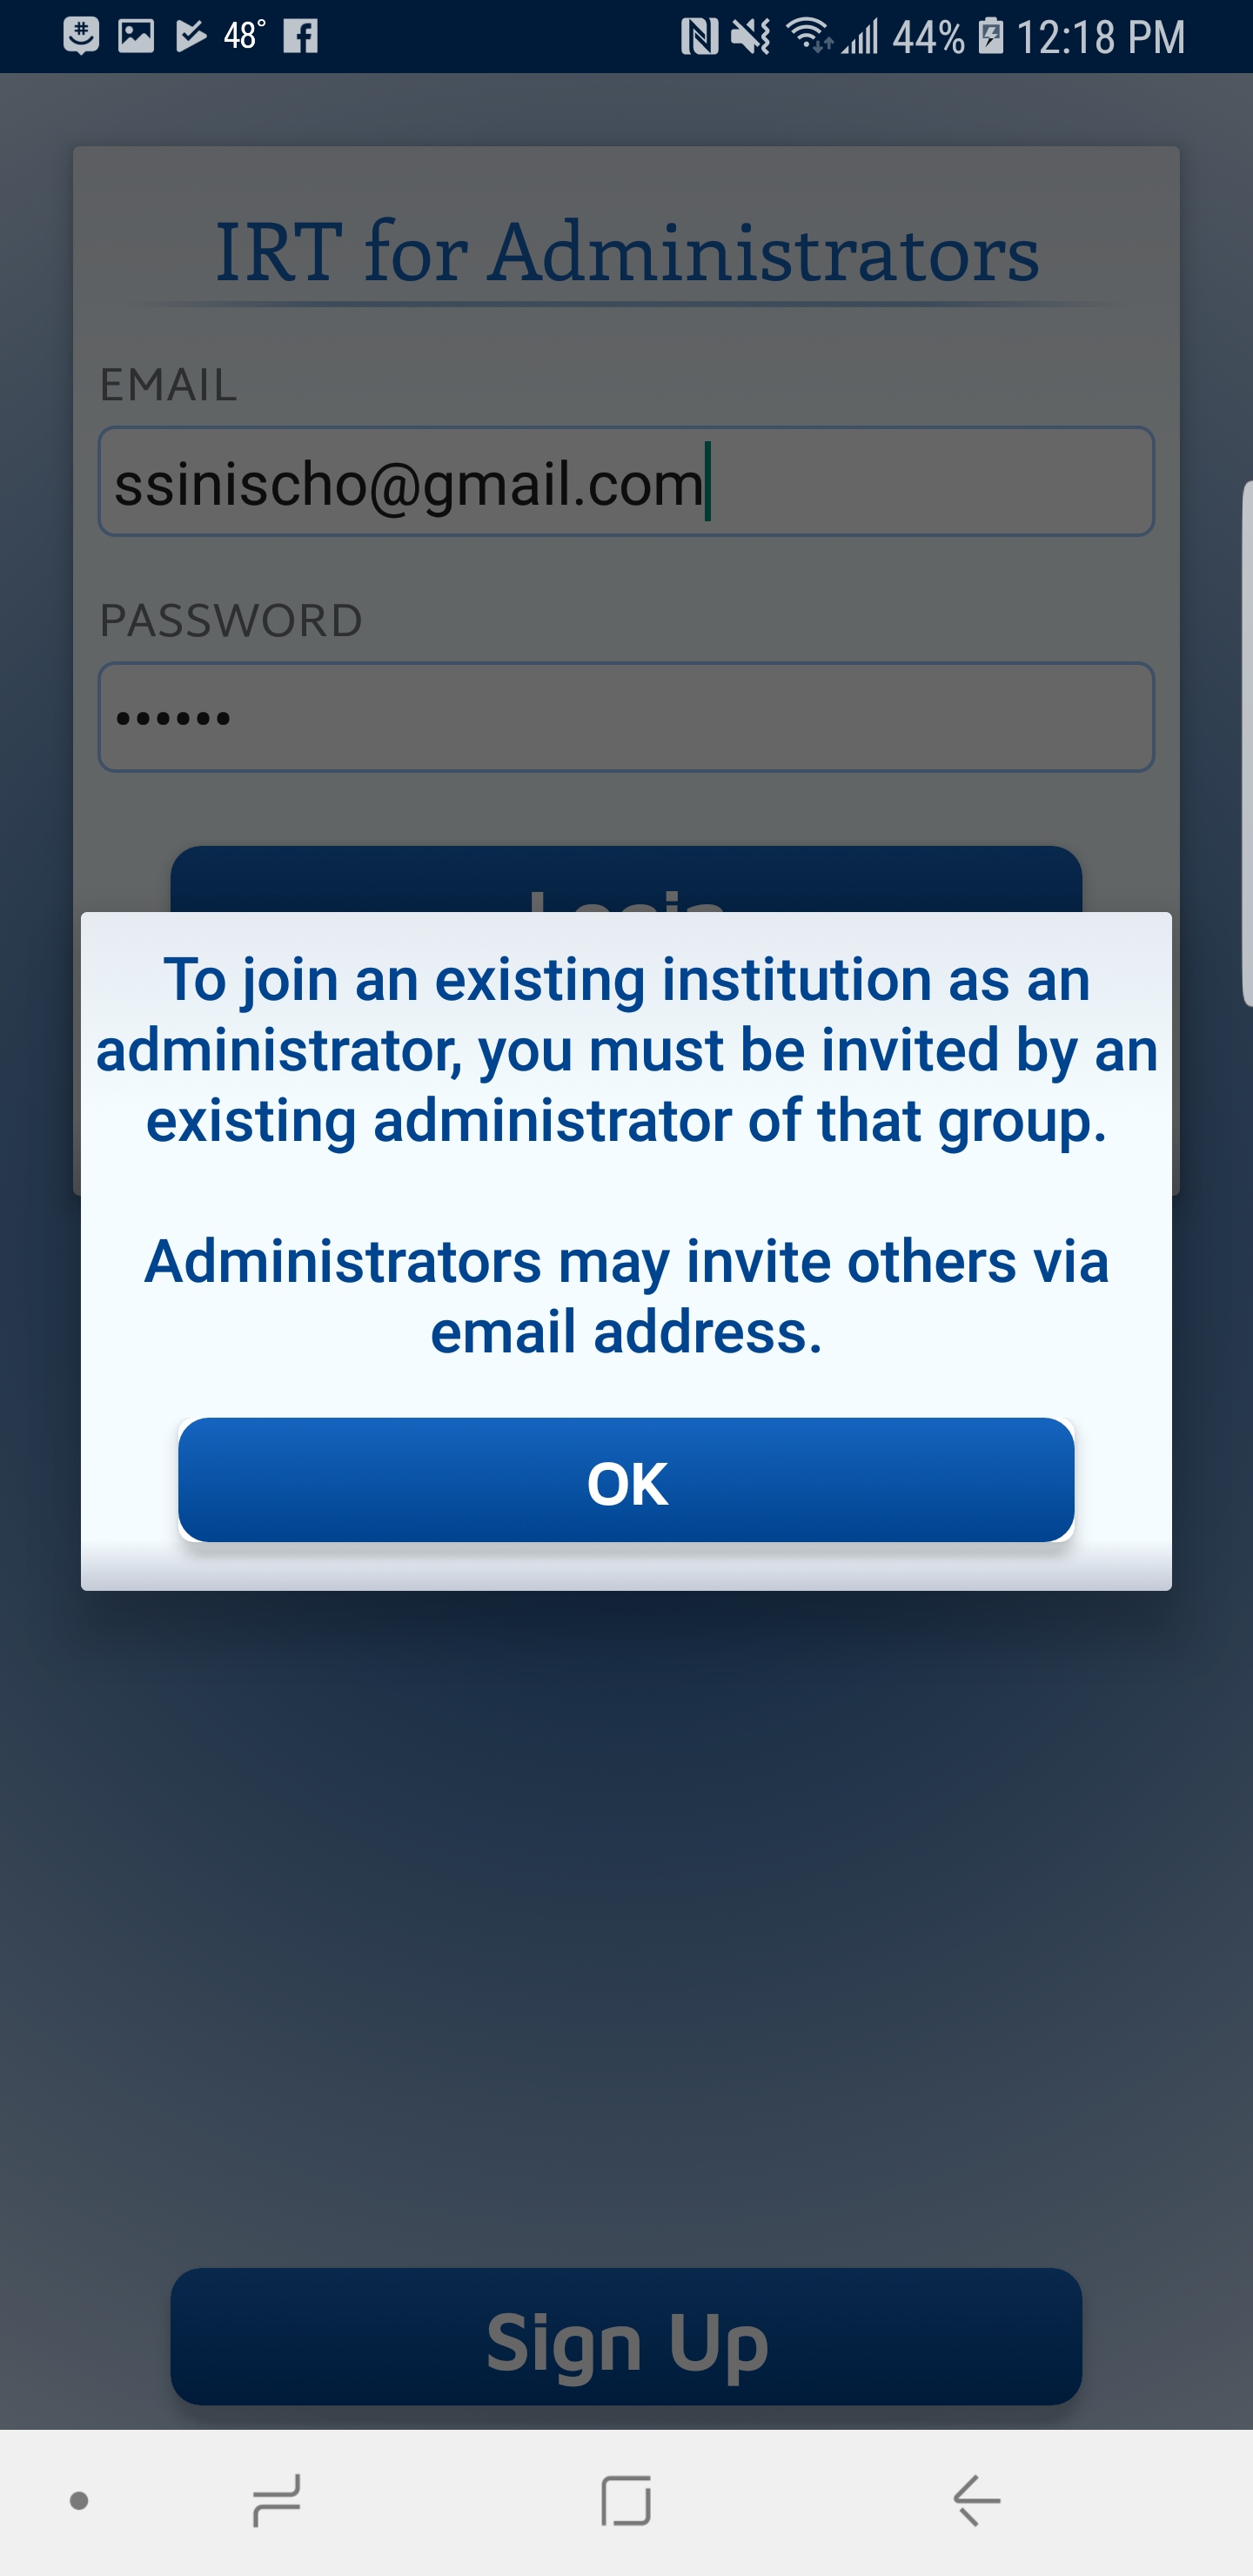 48°
44%
12:18 PM
IRT for Administrators
EMAIL
ssinischo@gmail.com
PASSWORD
••••••
Login
To join an existing institution as an
administrator, you must be invited by an
existing administrator of that group.
Administrators may invite others via
email address.
OK
Sign Up